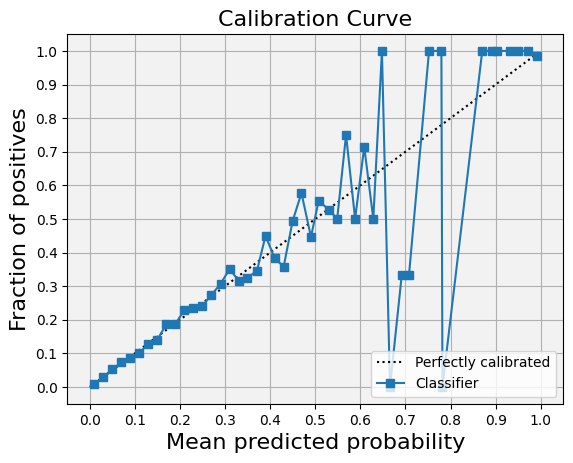 Calibration Curve
Fraction of positives
1.0
0.9
0.8
0.7
0.6
0.5
0.4
0.3
0.2
0.1
0.0
Perfectly calibrated
Classifier
0.0 0.1 0.2 0.3 0.4 0.5 0.6 0.7 0.8 0.9 1.0
Mean predicted probability